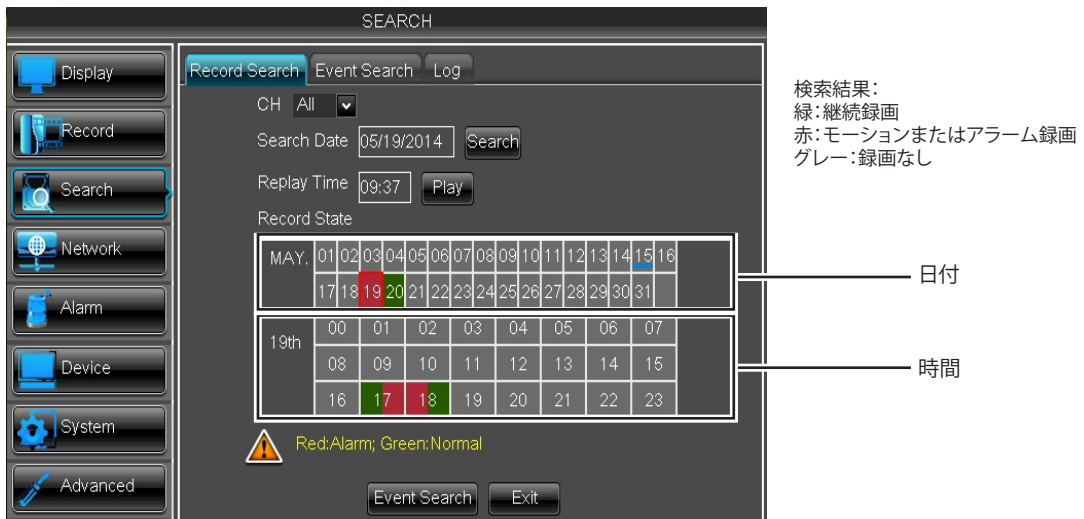 SEARCH
Display
Record
Search
Network
Alarm
Device
System
Advanced
Record Search Event Search Log
CH All
Search Date 05/19/2014 Search
Replay Time 09:37 Play
Record State
MAY. 01 02 03 04 05 06 07 08 09 10 11 12 13 14 15 16
17 18 19 20 21 22 23 24 25 26 27 28 29 30 31
19th 00 01 02 03 04 05 06 07
08 09 10 11 12 13 14 15
16 17 18 19 20 21 22 23
Red:Alarm; Green:Normal
Event Search Exit
検索結果：
緑：継続録画
赤：モーションまたはアラーム録画
グレー：録画なし
日付
時間